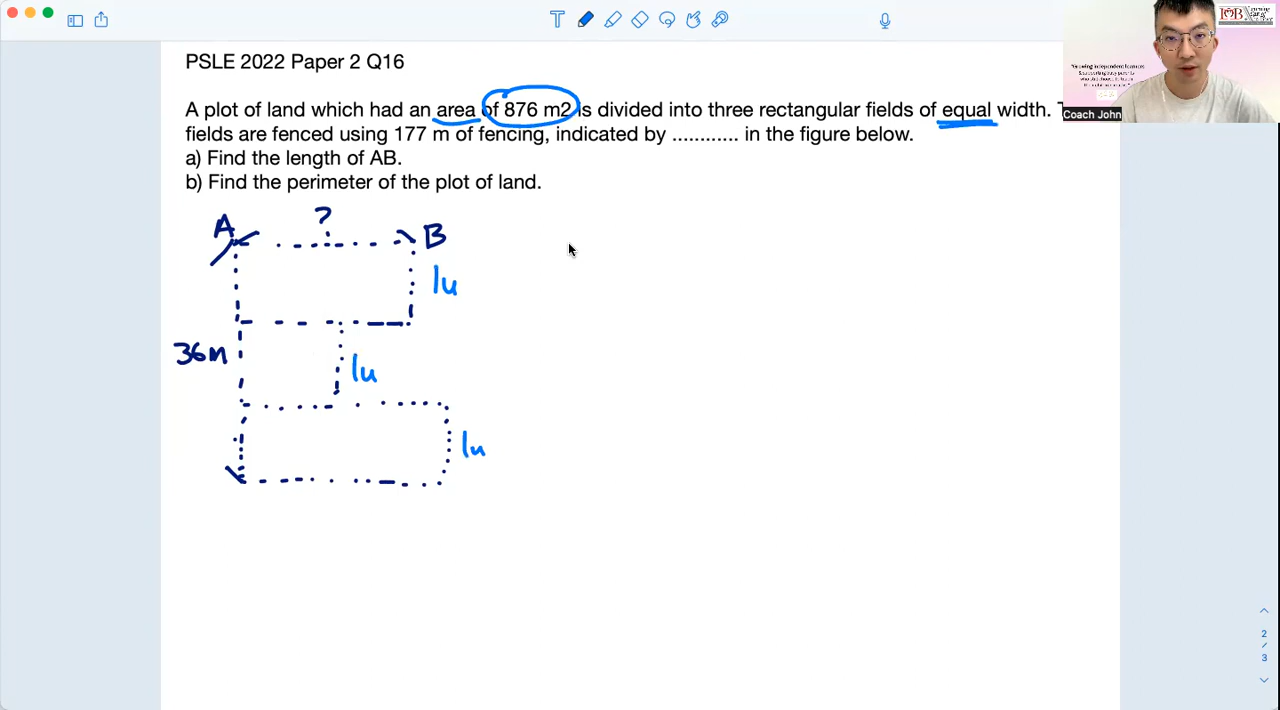 PSLE 2022 Paper 2 Q16
A plot of land which had an area of 876 m2 is divided into three rectangular fields of equal width. T
fields are fenced using 177 m of fencing, indicated by ............ in the figure below.
a) Find the length of AB.
b) Find the perimeter of the plot of land.
A ? B
1u
36m
1u
1u
Coach John
2
/
3